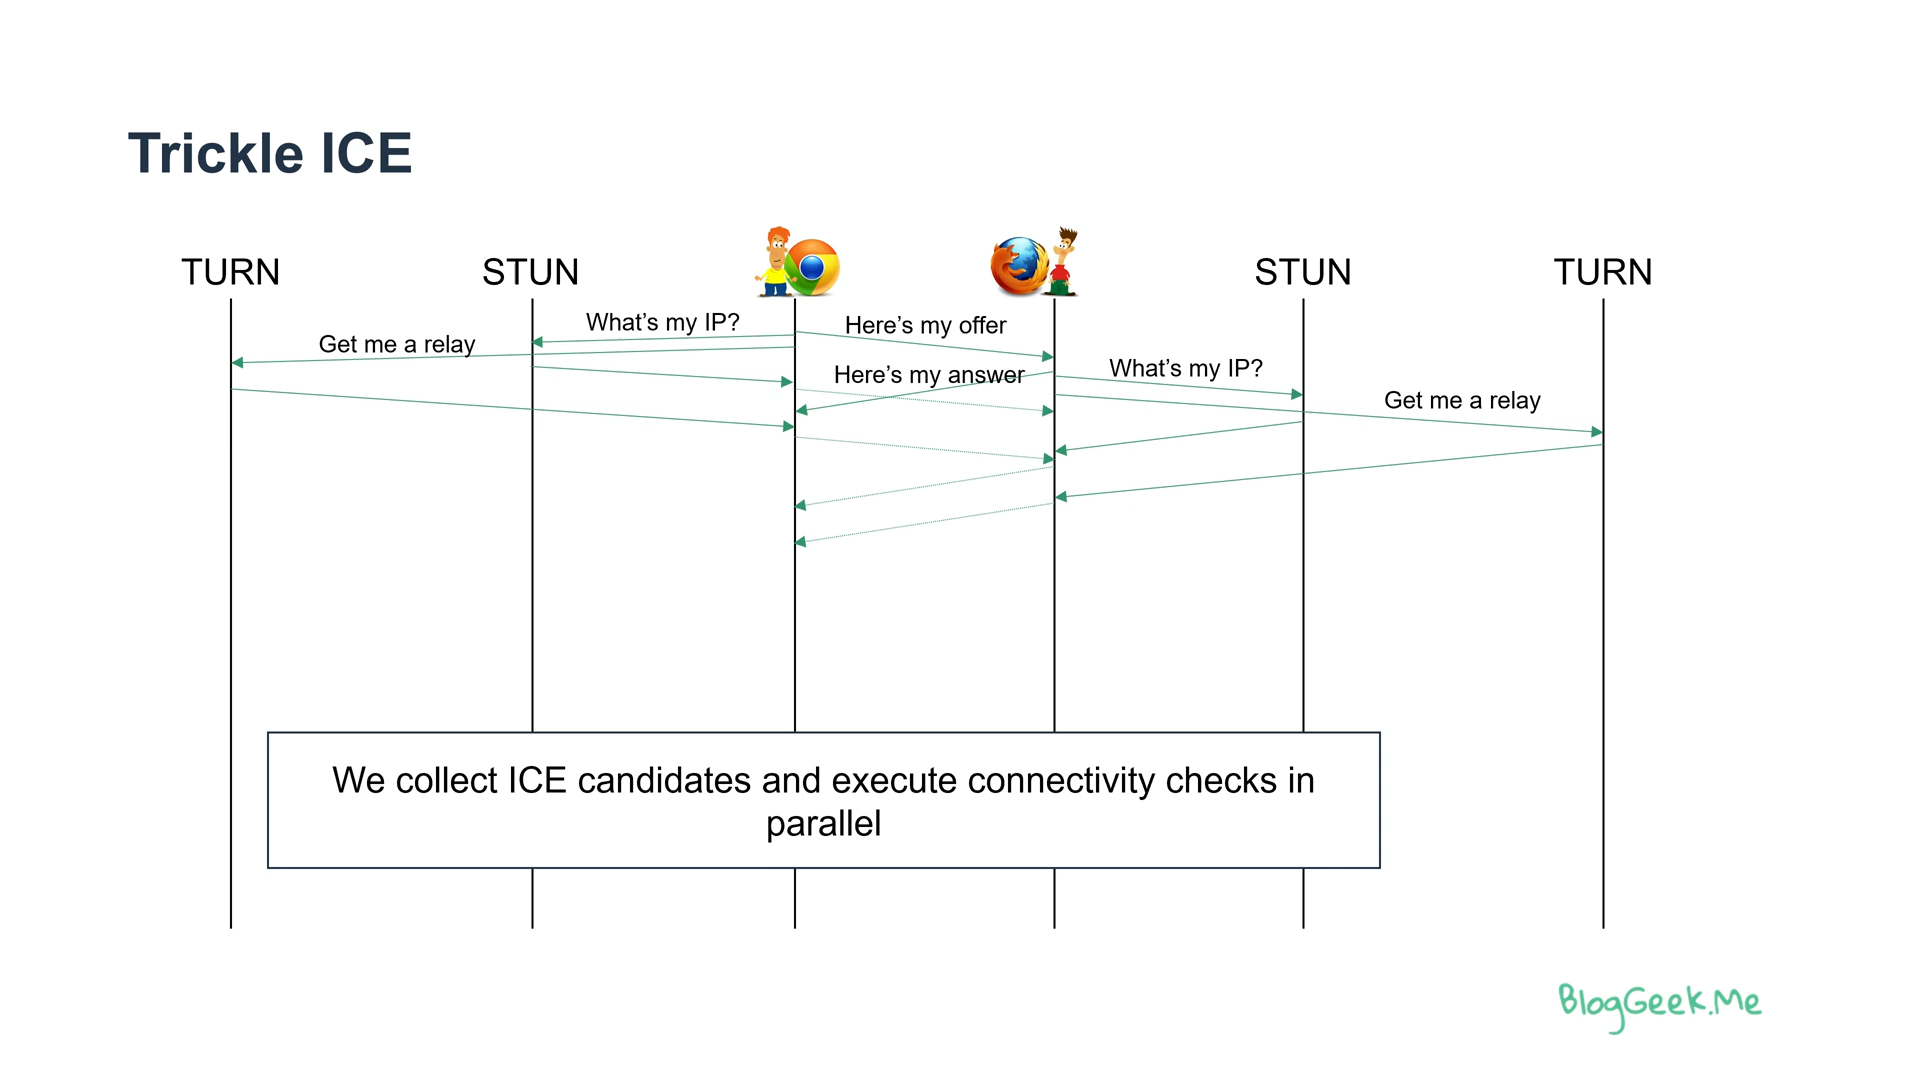 Trickle ICE
TURN
STUN
STUN
TURN
What's my IP?
Here's my offer
Get me a relay
Here's my answer
What's my IP?
Get me a relay
We collect ICE candidates and execute connectivity checks in
parallel
BlogGeek.Me